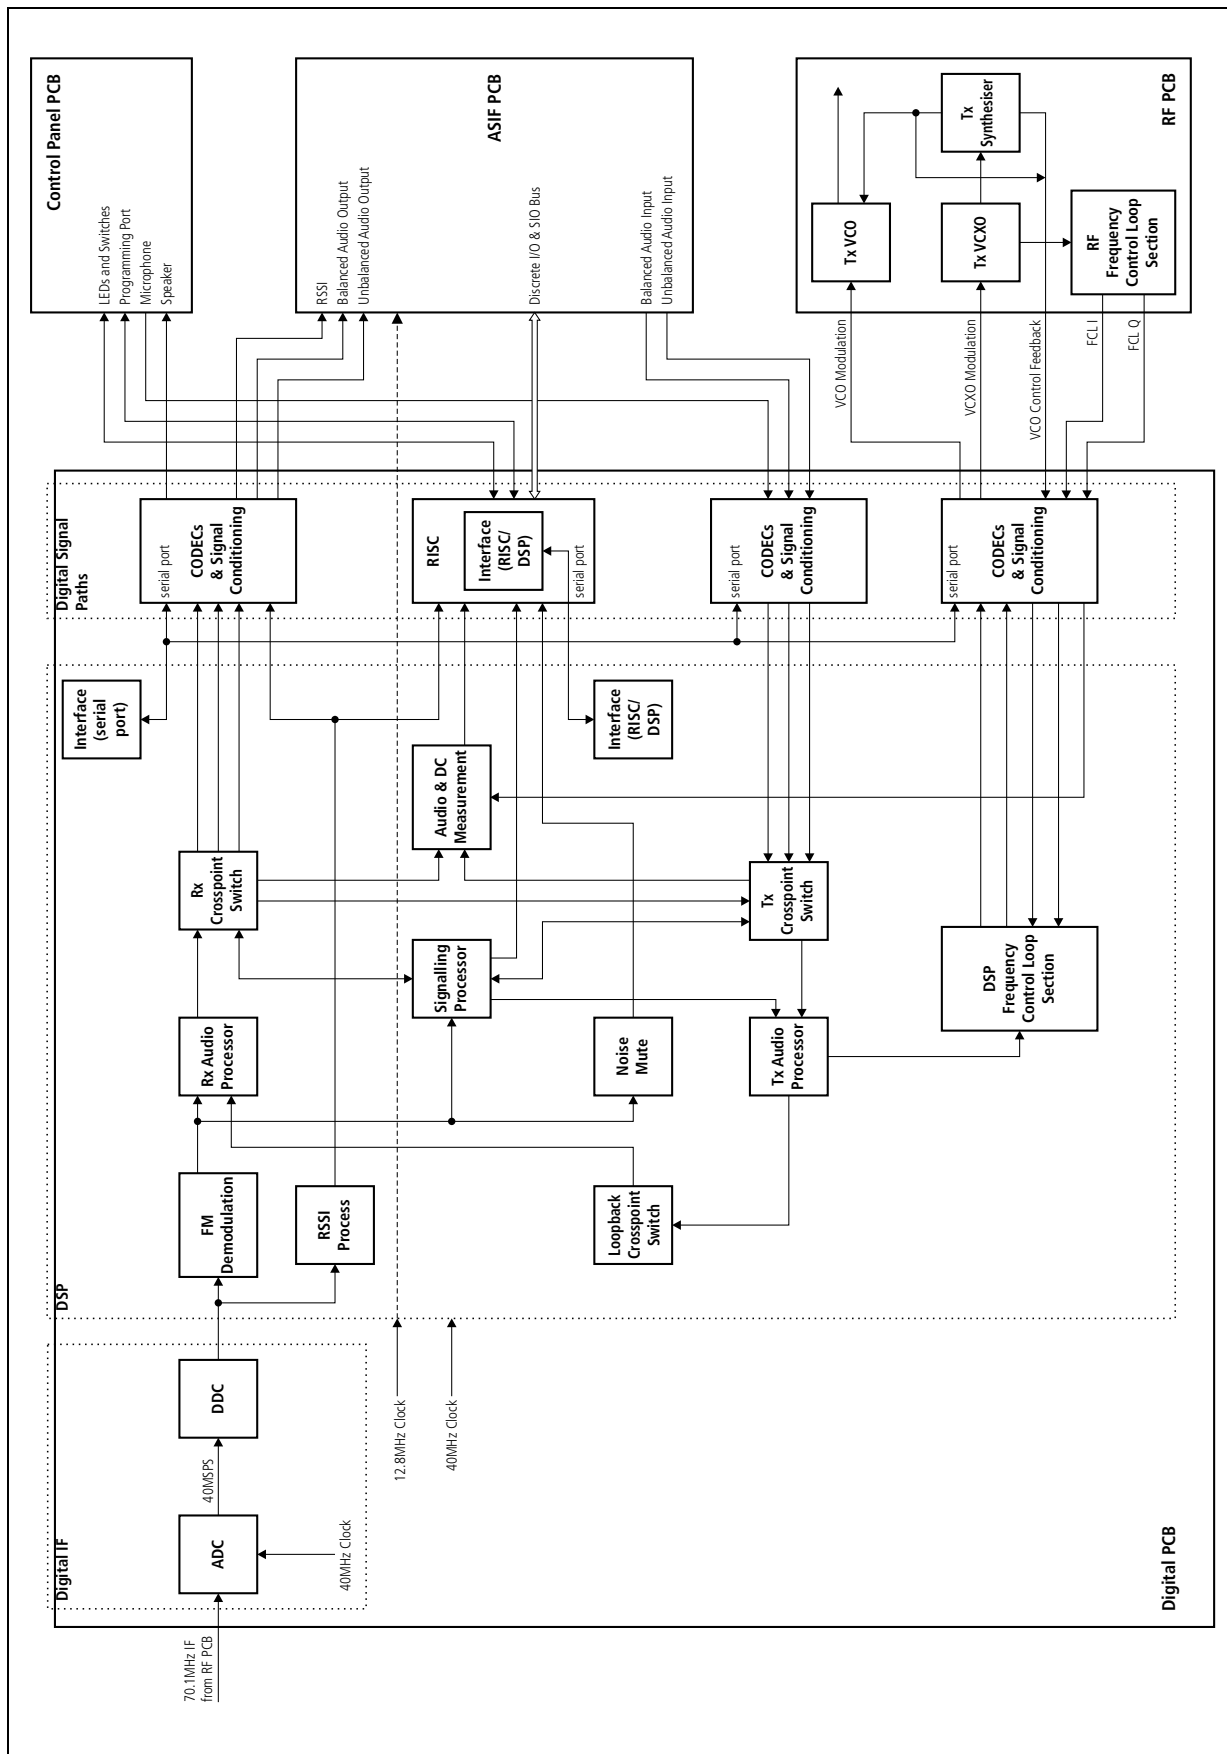 Control Panel PCB
LEDs and Switches
Programming Port
Microphone
Speaker
ASIF PCB
RSSI
Balanced Audio Output
Unbalanced Audio Output
Discrete I/O & SIO Bus
Balanced Audio Input
Unbalanced Audio Input
RF PCB
Tx
Synthesiser
Tx VCO
Tx VCXO
RF
Frequency
Control Loop
Section
VCO Modulation
VCXO Modulation
VCO Control Feedback
FCL I
FCL Q
Digital Signal
Paths
serial port
CODECs
& Signal
Conditioning
RISC
Interface
(RISC/
DSP)
serial port
serial port
CODECs
& Signal
Conditioning
serial port
CODECs
& Signal
Conditioning
DSP
Interface
(serial
port)
Interface
(RISC/
DSP)
Audio & DC
Measurement
Rx
Crosspoint
Switch
Tx
Crosspoint
Switch
Signalling
Processor
DSP
Frequency
Control Loop
Section
Rx Audio
Processor
Noise
Mute
Tx Audio
Processor
FM
Demodulation
RSSI
Process
Loopback
Crosspoint
Switch
Digital IF
DDC
40MSPS
ADC
40MHz Clock
12.8MHz Clock
40MHz Clock
70.1MHz IF
from RF PCB
Digital PCB